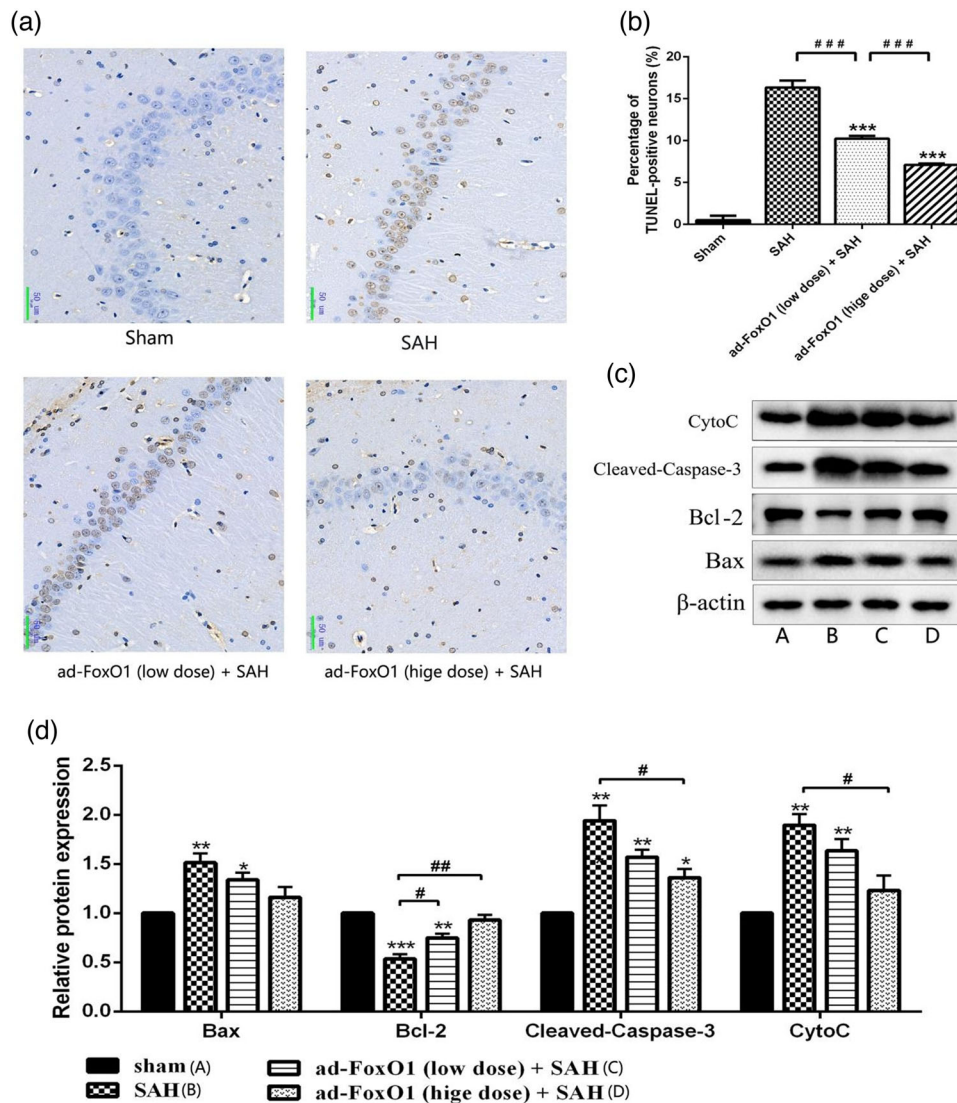 (a)
50 um
Sham
50 um
SAH
50 um
ad-FoxO1 (low dose) + SAH
50 um
ad-FoxO1 (hige dose) + SAH
(b)
Percentage of
TUNEL-positive neurons (%)
20
15
10
5
0
# # #
# # #
***
***
Sham
SAH
ad-FoxO1 (low dose) + SAH
ad-FoxO1 (hige dose) + SAH
(c)
CytoC
Cleaved-Caspase-3
Bcl-2
Bax
β-actin
A B C D
(d)
Relative protein expression
2.5
2.0
1.5
1.0
0.5
0.0
** *
*** ** # ##
** ** * #
** ** #
Bax Bcl-2 Cleaved-Caspase-3 CytoC
sham (A)
SAH (B)
ad-FoxO1 (low dose) + SAH (C)
ad-FoxO1 (hige dose) + SAH (D)